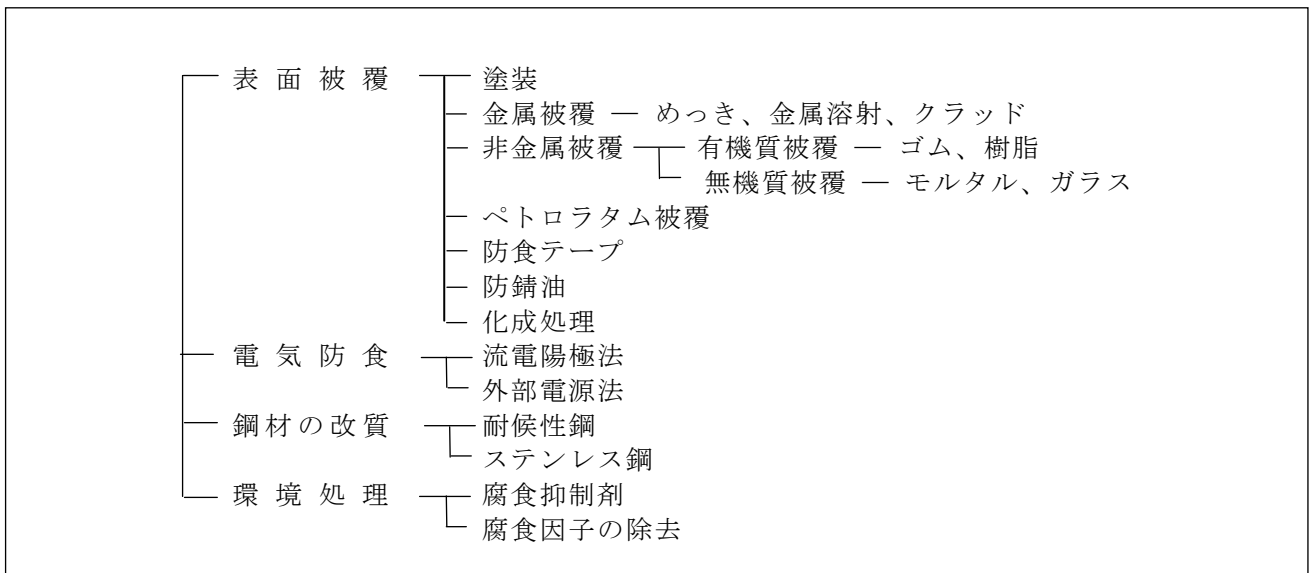 表面被覆 塗装
金属被覆 ― めっき、金属溶射、クラッド
非金属被覆 有機質被覆 ― ゴム、樹脂
無機質被覆 ― モルタル、ガラス
ペトロラタム被覆
防食テープ
防錆油
化成処理
電気防食 流電陽極法
外部電源法
鋼材の改質 耐候性鋼
ステンレス鋼
環境処理 腐食抑制剤
腐食因子の除去